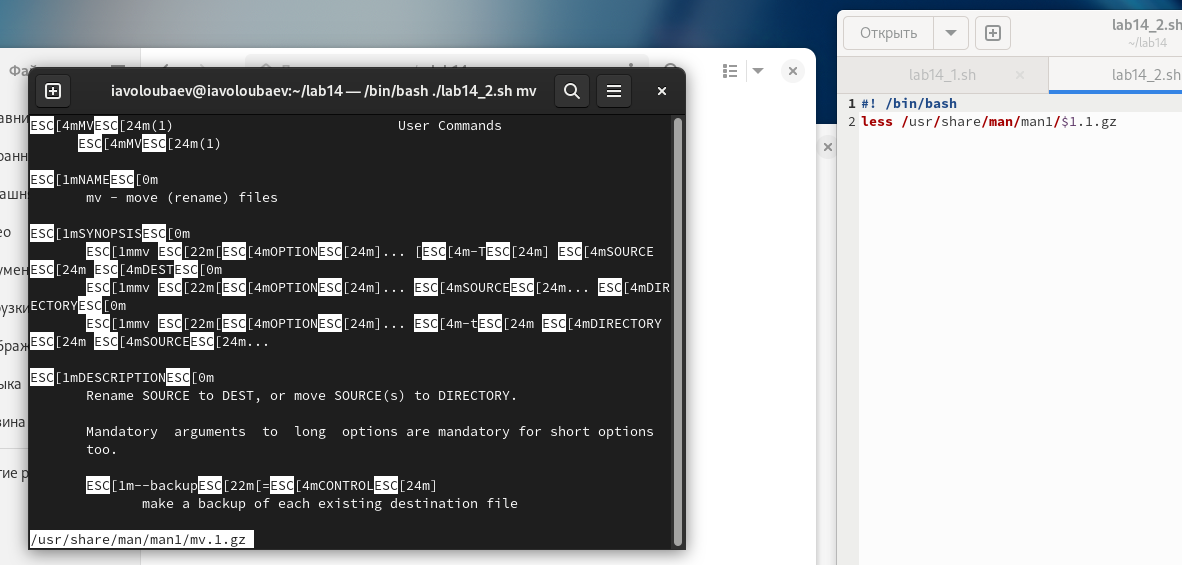 iavoloubaev@iavoloubaev:~/lab14 — /bin/bash ./lab14_2.sh mv
ESC[4mMVESC[24m(1) User Commands
ESC[4mMVESC[24m(1)
ESC[1mNAMEESC[0m
mv - move (rename) files
ESC[1mSYNOPSISESC[0m
ESC[1mmv ESC[22m[ESC[4mOPTIONESC[24m]... [ESC[4m-TESC[24m] ESC[4mSOURCE
ESC[24m ESC[4mDESTESC[0m
ESC[1mmv ESC[22m[ESC[4mOPTIONESC[24m]... ESC[4mSOURCEESC[24m... ESC[4mDIR
ECTORYESC[0m
ESC[1mmv ESC[22m[ESC[4mOPTIONESC[24m]... ESC[4m-tESC[24m ESC[4mDIRECTORY
ESC[24m ESC[4mSOURCEESC[24m...
ESC[1mDESCRIPTIONESC[0m
Rename SOURCE to DEST, or move SOURCE(s) to DIRECTORY.
Mandatory arguments to long options are mandatory for short options
too.
ESC[1m--backupESC[22m[=ESC[4mCONTROLESC[24m]
make a backup of each existing destination file
/usr/share/man/man1/mv.1.gz
Открыть
lab14_2.sh
~/lab14
lab14_1.sh
lab14_2.sh
1 #! /bin/bash
2 less /usr/share/man/man1/$1.1.gz